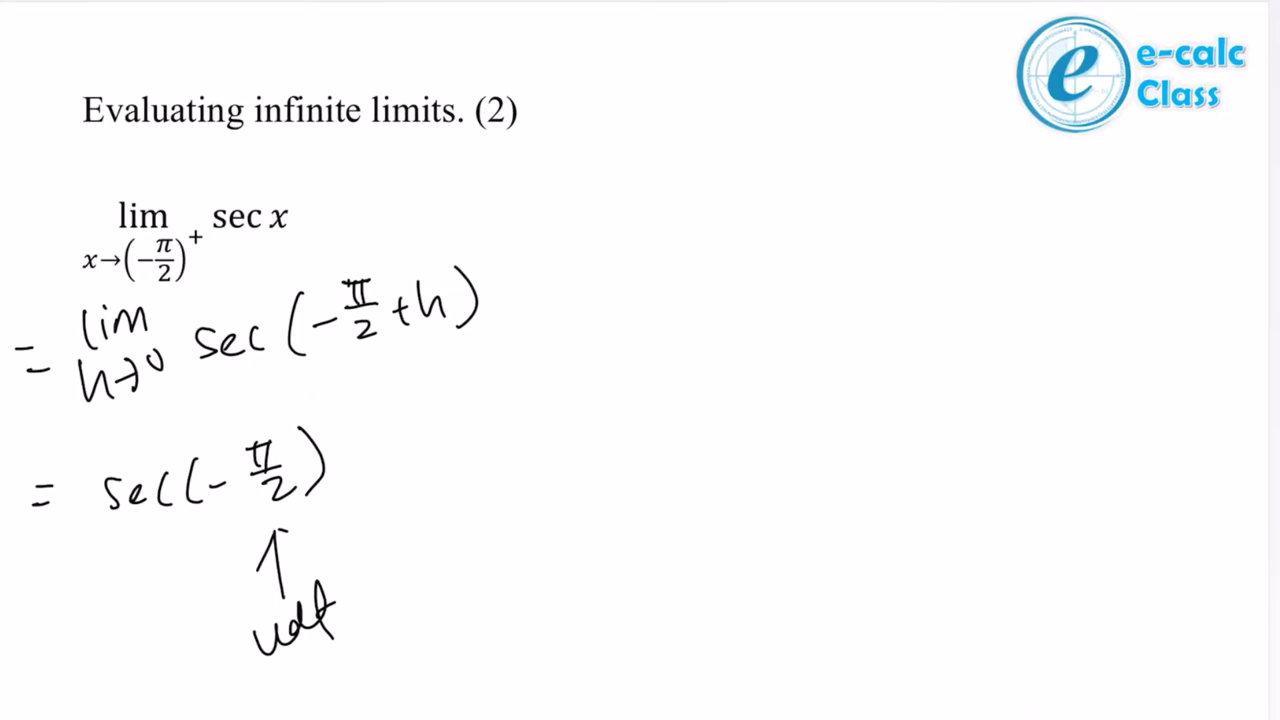 e-calc
Class
Evaluating infinite limits. (2)
lim sec x
x→(-π/2)⁺
= lim sec(-π/2 + h)
h→0
= sec(-π/2)
↑
udf